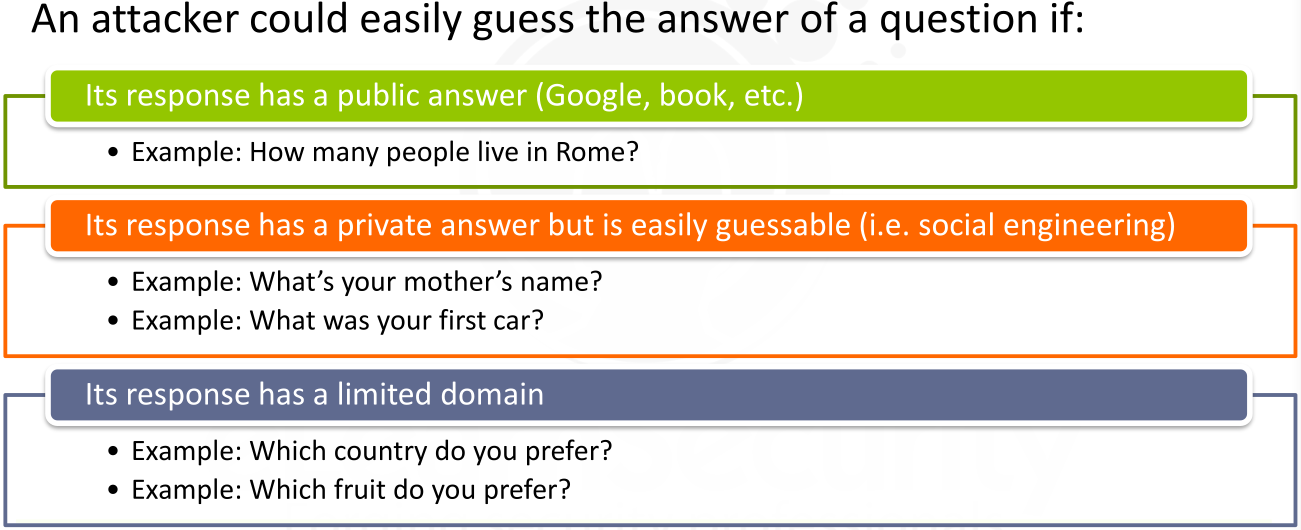 An attacker could easily guess the answer of a question if:
Its response has a public answer (Google, book, etc.)
• Example: How many people live in Rome?
Its response has a private answer but is easily guessable (i.e. social engineering)
• Example: What’s your mother’s name?
• Example: What was your first car?
Its response has a limited domain
• Example: Which country do you prefer?
• Example: Which fruit do you prefer?